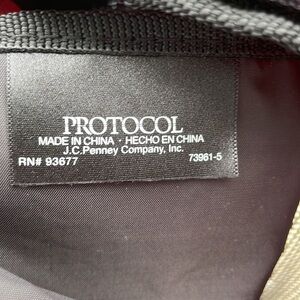 PROTOCOL
MADE IN CHINA · HECHO EN CHINA
J.C.Penney Company, Inc.
RN# 93677 73961-5